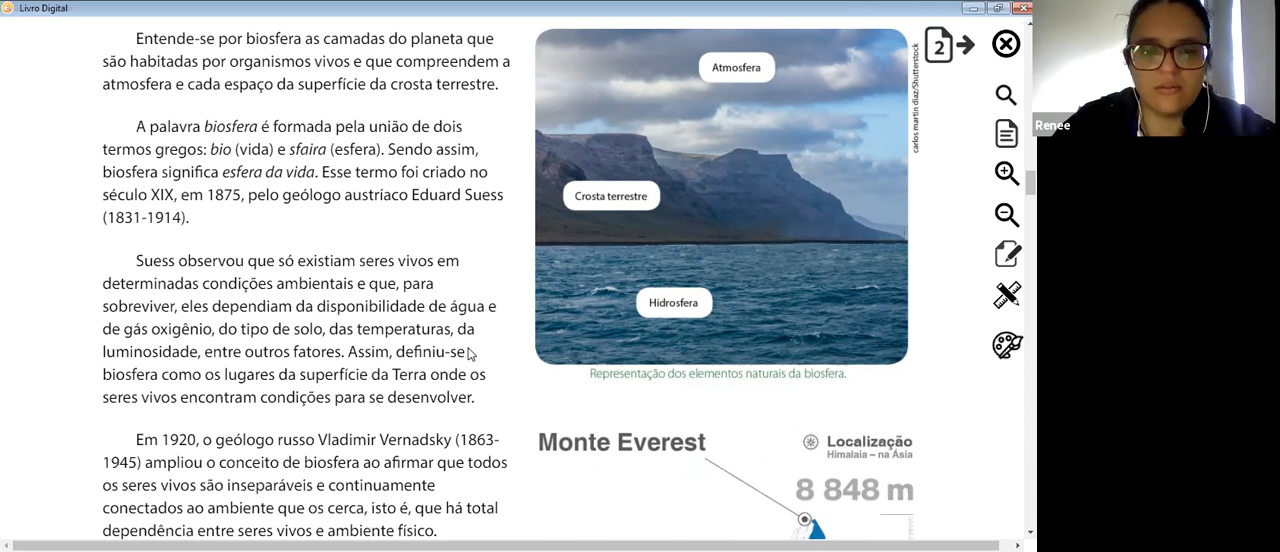 Livro Digital
Entende-se por biosfera as camadas do planeta que
são habitadas por organismos vivos e que compreendem a
atmosfera e cada espaço da superfície da crosta terrestre.
A palavra biosfera é formada pela união de dois
termos gregos: bio (vida) e sfaira (esfera). Sendo assim,
biosfera significa esfera da vida. Esse termo foi criado no
século XIX, em 1875, pelo geólogo austríaco Eduard Suess
(1831-1914).
Suess observou que só existiam seres vivos em
determinadas condições ambientais e que, para
sobreviver, eles dependiam da disponibilidade de água e
de gás oxigênio, do tipo de solo, das temperaturas, da
luminosidade, entre outros fatores. Assim, definiu-se
biosfera como os lugares da superfície da Terra onde os
seres vivos encontram condições para se desenvolver.
Em 1920, o geólogo russo Vladimir Vernadsky (1863-
1945) ampliou o conceito de biosfera ao afirmar que todos
os seres vivos são inseparáveis e continuamente
conectados ao ambiente que os cerca, isto é, que há total
dependência entre seres vivos e ambiente físico.
Atmosfera
Crosta terrestre
Hidrosfera
carlos martin diaz/Shutterstock
Representação dos elementos naturais da biosfera.
Monte Everest
Localização
Himalaia – na Ásia
8 848 m
2
Renee